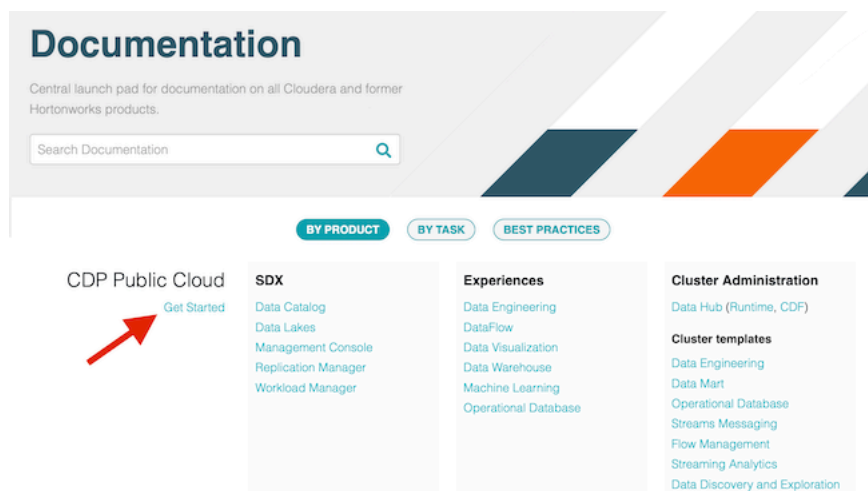 Documentation
Central launch pad for documentation on all Cloudera and former
Hortonworks products.
Search Documentation
BY PRODUCT
BY TASK
BEST PRACTICES
CDP Public Cloud
Get Started
SDX
Data Catalog
Data Lakes
Management Console
Replication Manager
Workload Manager
Experiences
Data Engineering
DataFlow
Data Visualization
Data Warehouse
Machine Learning
Operational Database
Cluster Administration
Data Hub (Runtime, CDF)
Cluster templates
Data Engineering
Data Mart
Operational Database
Streams Messaging
Flow Management
Streaming Analytics
Data Discovery and Exploration